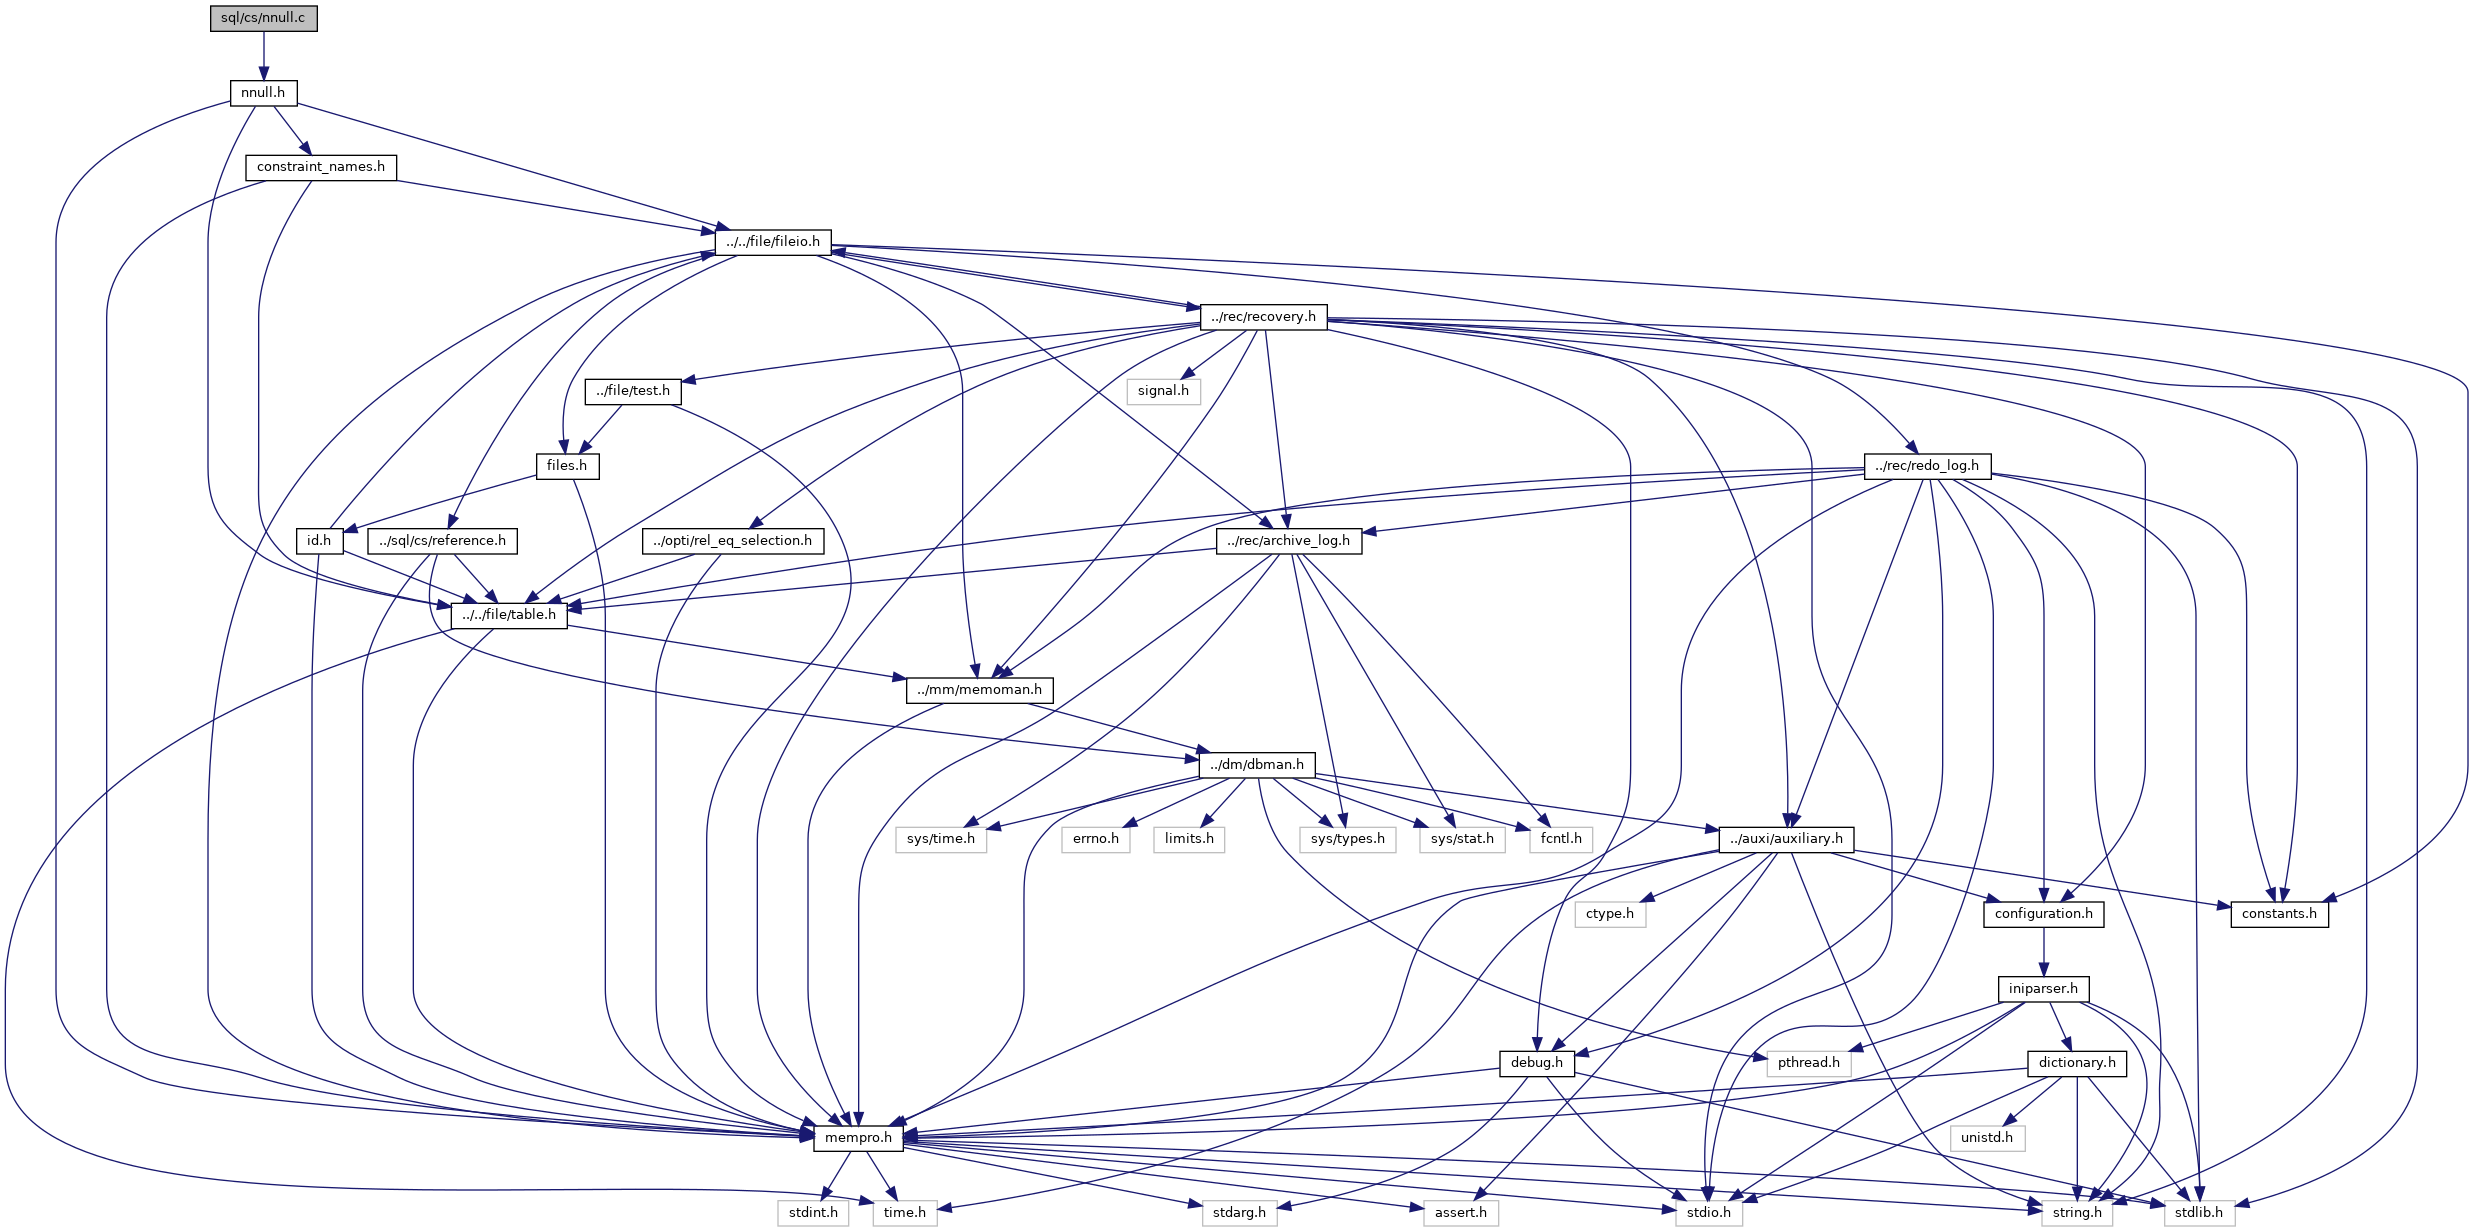 sql/cs/nnull.c
nnull.h
constraint_names.h
../../file/fileio.h
../rec/recovery.h
../file/test.h
signal.h
files.h
../rec/redo_log.h
id.h
../sql/cs/reference.h
../opti/rel_eq_selection.h
../rec/archive_log.h
../../file/table.h
../mm/memoman.h
../dm/dbman.h
sys/time.h
errno.h
limits.h
sys/types.h
sys/stat.h
fcntl.h
../auxi/auxiliary.h
ctype.h
configuration.h
constants.h
iniparser.h
debug.h
pthread.h
dictionary.h
mempro.h
unistd.h
stdint.h
time.h
stdarg.h
assert.h
stdio.h
string.h
stdlib.h